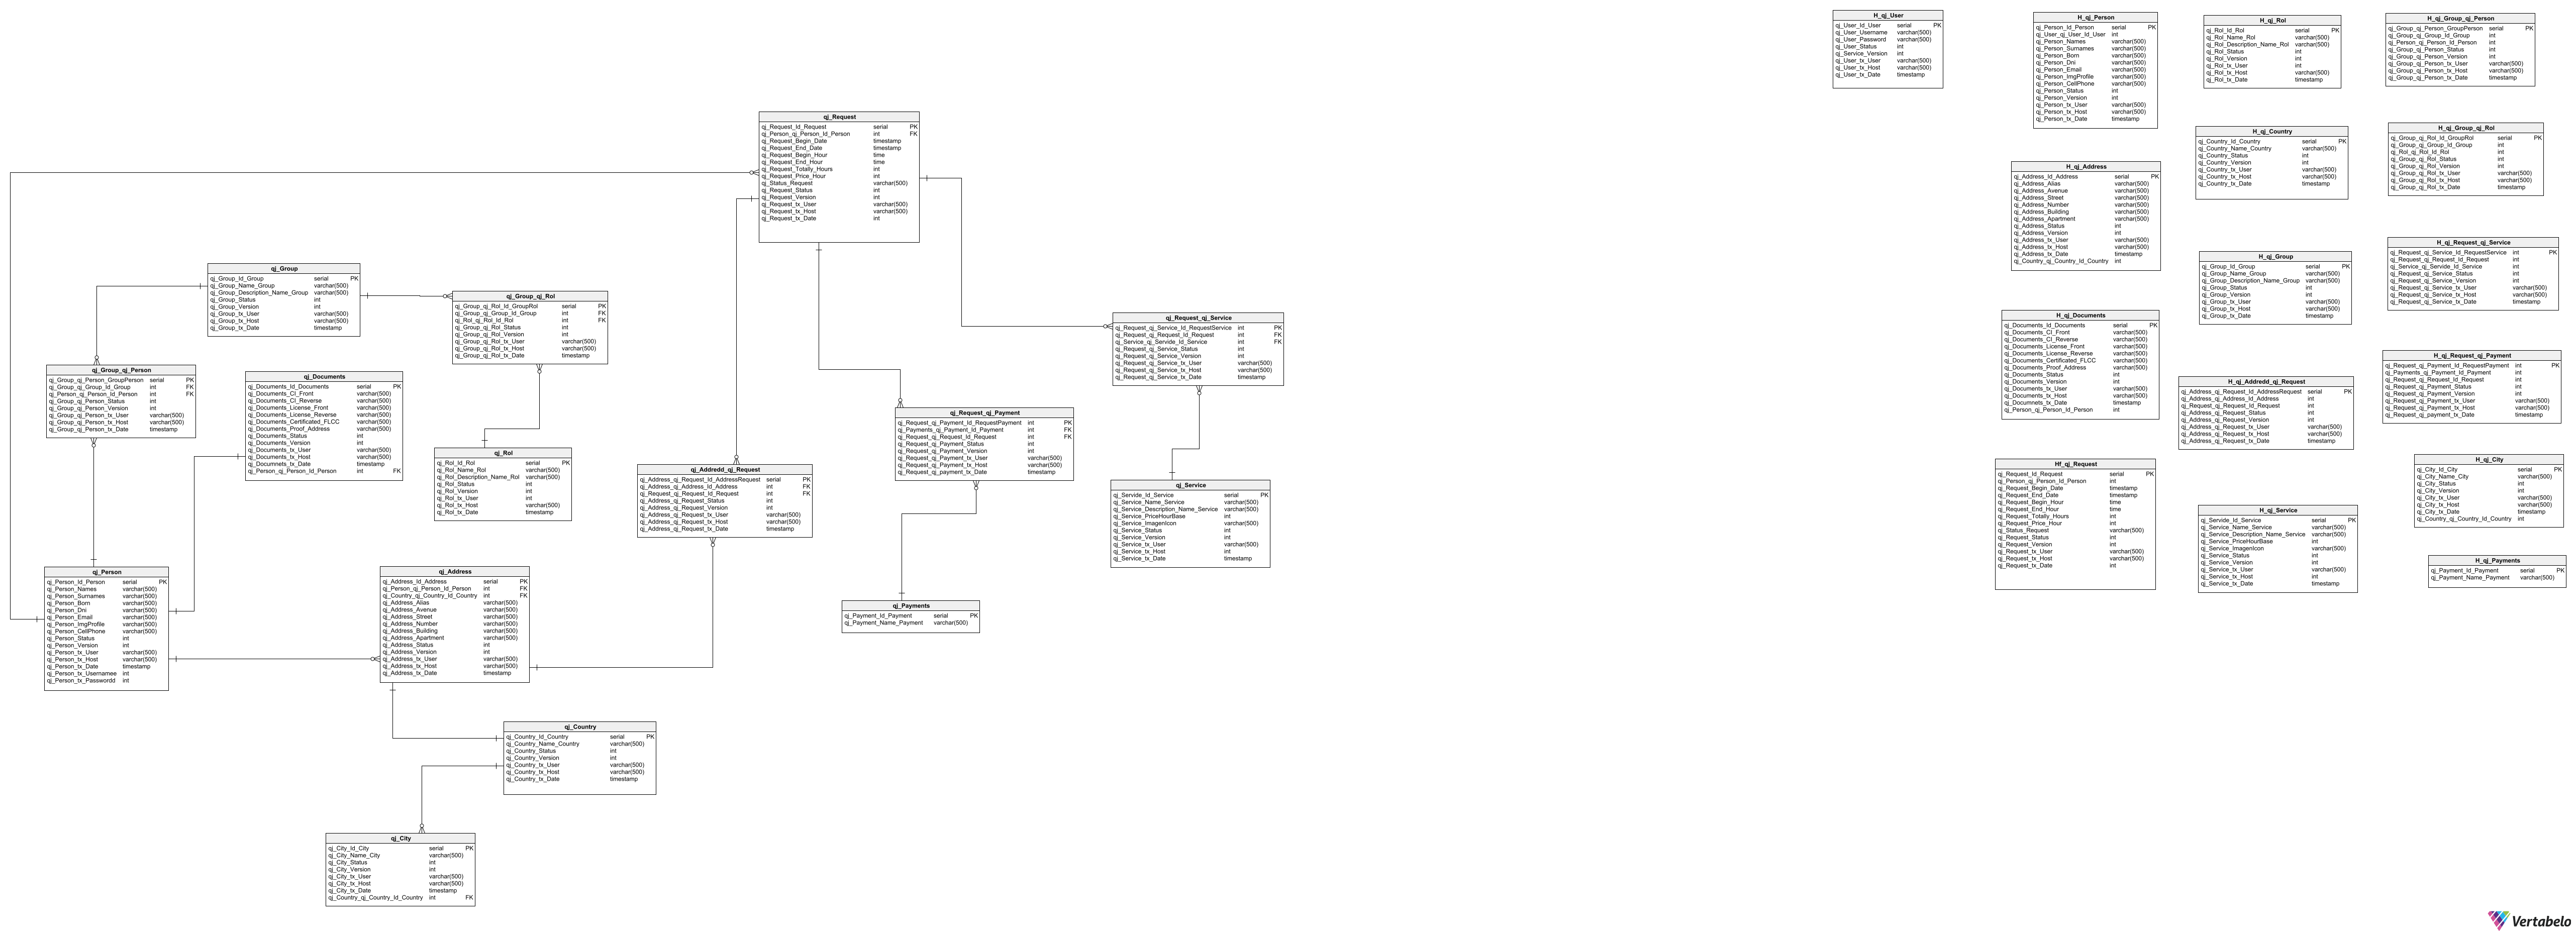 qj_Request
qj_Request_Id_Request serial PK
qj_Person_qj_Person_Id_Person int FK
qj_Request_Begin_Date timestamp
qj_Request_End_Date timestamp
qj_Request_Begin_Hour time
qj_Request_End_Hour time
qj_Request_Totally_Hours int
qj_Request_Price_Hour int
qj_Status_Request varchar(500)
qj_Request_Status int
qj_Request_Version int
qj_Request_tx_User varchar(500)
qj_Request_tx_Host varchar(500)
qj_Request_tx_Date int
qj_Group
qj_Group_Id_Group serial PK
qj_Group_Name_Group varchar(500)
qj_Group_Description_Name_Group varchar(500)
qj_Group_Status int
qj_Group_Version int
qj_Group_tx_User varchar(500)
qj_Group_tx_Host varchar(500)
qj_Group_tx_Date timestamp
qj_Group_qj_Rol
qj_Group_qj_Rol_Id_GroupRol serial PK
qj_Group_qj_Group_Id_Group int FK
qj_Rol_qj_Rol_Id_Rol int FK
qj_Group_qj_Rol_Status int
qj_Group_qj_Rol_Version int
qj_Group_qj_Rol_tx_User varchar(500)
qj_Group_qj_Rol_tx_Host varchar(500)
qj_Group_qj_Rol_tx_Date timestamp
qj_Request_qj_Service
qj_Request_qj_Service_Id_RequestService int PK
qj_Request_qj_Request_Id_Request int FK
qj_Service_qj_Servide_Id_Service int FK
qj_Request_qj_Service_Status int
qj_Request_qj_Service_Version int
qj_Request_qj_Service_tx_User varchar(500)
qj_Request_qj_Service_tx_Host varchar(500)
qj_Request_qj_Service_tx_Date timestamp
qj_Group_qj_Person
qj_Group_qj_Person_GroupPerson serial PK
qj_Group_qj_Group_Id_Group int FK
qj_Person_qj_Person_Id_Person int FK
qj_Group_qj_Person_Status int
qj_Group_qj_Person_Version int
qj_Group_qj_Person_tx_User varchar(500)
qj_Group_qj_Person_tx_Host varchar(500)
qj_Group_qj_Person_tx_Date timestamp
qj_Documents
qj_Documents_Id_Documents serial PK
qj_Documents_CI_Front varchar(500)
qj_Documents_CI_Reverse varchar(500)
qj_Documents_License_Front varchar(500)
qj_Documents_License_Reverse varchar(500)
qj_Documents_Certificated_FLCC varchar(500)
qj_Documents_Proof_Address varchar(500)
qj_Documents_Status int
qj_Documents_Version int
qj_Documents_tx_User varchar(500)
qj_Documents_tx_Host varchar(500)
qj_Documnets_tx_Date timestamp
qj_Person_qj_Person_Id_Person int FK
qj_Request_qj_Payment
qj_Request_qj_Payment_Id_RequestPayment int PK
qj_Payments_qj_Payment_Id_Payment int FK
qj_Request_qj_Request_Id_Request int FK
qj_Request_qj_Payment_Status int
qj_Request_qj_Payment_Version int
qj_Request_qj_Payment_tx_User varchar(500)
qj_Request_qj_Payment_tx_Host varchar(500)
qj_Request_qj_payment_tx_Date timestamp
qj_Rol
qj_Rol_Id_Rol serial PK
qj_Rol_Name_Rol varchar(500)
qj_Rol_Description_Name_Rol varchar(500)
qj_Rol_Status int
qj_Rol_Version int
qj_Rol_tx_User int
qj_Rol_tx_Host varchar(500)
qj_Rol_tx_Date timestamp
qj_Addredd_qj_Request
qj_Address_qj_Request_Id_AddressRequest serial PK
qj_Address_qj_Address_Id_Address int FK
qj_Request_qj_Request_Id_Request int FK
qj_Address_qj_Request_Status int
qj_Address_qj_Request_Version int
qj_Address_qj_Request_tx_User varchar(500)
qj_Address_qj_Request_tx_Host varchar(500)
qj_Address_qj_Request_tx_Date timestamp
qj_Service
qj_Servide_Id_Service serial PK
qj_Service_Name_Service varchar(500)
qj_Service_Description_Name_Service varchar(500)
qj_Service_PriceHourBase int
qj_Service_ImagenIcon varchar(500)
qj_Service_Status int
qj_Service_Version int
qj_Service_tx_User varchar(500)
qj_Service_tx_Host int
qj_Service_tx_Date timestamp
qj_Person
qj_Person_Id_Person serial PK
qj_Person_Names varchar(500)
qj_Person_Surnames varchar(500)
qj_Person_Born varchar(500)
qj_Person_Dni varchar(500)
qj_Person_Email varchar(500)
qj_Person_ImgProfile varchar(500)
qj_Person_CellPhone varchar(500)
qj_Person_Status int
qj_Person_Version int
qj_Person_tx_User varchar(500)
qj_Person_tx_Host varchar(500)
qj_Person_tx_Date timestamp
qj_Person_tx_Usernamee int
qj_Person_tx_Passwordd int
qj_Address
qj_Address_Id_Address serial PK
qj_Person_qj_Person_Id_Person int FK
qj_Country_qj_Country_Id_Country int FK
qj_Address_Alias varchar(500)
qj_Address_Avenue varchar(500)
qj_Address_Street varchar(500)
qj_Address_Number varchar(500)
qj_Address_Building varchar(500)
qj_Address_Apartment varchar(500)
qj_Address_Status int
qj_Address_Version int
qj_Address_tx_User varchar(500)
qj_Address_tx_Host varchar(500)
qj_Address_tx_Date timestamp
qj_Payments
qj_Payment_Id_Payment serial PK
qj_Payment_Name_Payment varchar(500)
qj_Country
qj_Country_Id_Country serial PK
qj_Country_Name_Country varchar(500)
qj_Country_Status int
qj_Country_Version int
qj_Country_tx_User varchar(500)
qj_Country_tx_Host varchar(500)
qj_Country_tx_Date timestamp
qj_City
qj_City_Id_City serial PK
qj_City_Name_City varchar(500)
qj_City_Status int
qj_City_Version int
qj_City_tx_User varchar(500)
qj_City_tx_Host varchar(500)
qj_City_tx_Date timestamp
qj_Country_qj_Country_Id_Country int FK
H_qj_User
qj_User_Id_User serial PK
qj_User_Username varchar(500)
qj_User_Password varchar(500)
qj_User_Status int
qj_Service_Version int
qj_User_tx_User varchar(500)
qj_User_tx_Host varchar(500)
qj_User_tx_Date timestamp
H_qj_Person
qj_Person_Id_Person serial PK
qj_User_qj_User_Id_User int
qj_Person_Names varchar(500)
qj_Person_Surnames varchar(500)
qj_Person_Born varchar(500)
qj_Person_Dni varchar(500)
qj_Person_Email varchar(500)
qj_Person_ImgProfile varchar(500)
qj_Person_CellPhone varchar(500)
qj_Person_Status int
qj_Person_Version int
qj_Person_tx_User varchar(500)
qj_Person_tx_Host varchar(500)
qj_Person_tx_Date timestamp
H_qj_Rol
qj_Rol_Id_Rol serial PK
qj_Rol_Name_Rol varchar(500)
qj_Rol_Description_Name_Rol varchar(500)
qj_Rol_Status int
qj_Rol_Version int
qj_Rol_tx_User int
qj_Rol_tx_Host varchar(500)
qj_Rol_tx_Date timestamp
H_qj_Group_qj_Person
qj_Group_qj_Person_GroupPerson serial PK
qj_Group_qj_Group_Id_Group int
qj_Person_qj_Person_Id_Person int
qj_Group_qj_Person_Status int
qj_Group_qj_Person_Version int
qj_Group_qj_Person_tx_User varchar(500)
qj_Group_qj_Person_tx_Host varchar(500)
qj_Group_qj_Person_tx_Date timestamp
H_qj_Country
qj_Country_Id_Country serial PK
qj_Country_Name_Country varchar(500)
qj_Country_Status int
qj_Country_Version int
qj_Country_tx_User varchar(500)
qj_Country_tx_Host varchar(500)
qj_Country_tx_Date timestamp
H_qj_Group_qj_Rol
qj_Group_qj_Rol_Id_GroupRol serial PK
qj_Group_qj_Group_Id_Group int
qj_Rol_qj_Rol_Id_Rol int
qj_Group_qj_Rol_Status int
qj_Group_qj_Rol_Version int
qj_Group_qj_Rol_tx_User varchar(500)
qj_Group_qj_Rol_tx_Host varchar(500)
qj_Group_qj_Rol_tx_Date timestamp
H_qj_Address
qj_Address_Id_Address serial PK
qj_Address_Alias varchar(500)
qj_Address_Avenue varchar(500)
qj_Address_Street varchar(500)
qj_Address_Number varchar(500)
qj_Address_Building varchar(500)
qj_Address_Apartment varchar(500)
qj_Address_Status int
qj_Address_Version int
qj_Address_tx_User varchar(500)
qj_Address_tx_Host varchar(500)
qj_Address_tx_Date timestamp
qj_Country_qj_Country_Id_Country int
H_qj_Group
qj_Group_Id_Group serial PK
qj_Group_Name_Group varchar(500)
qj_Group_Description_Name_Group varchar(500)
qj_Group_Status int
qj_Group_Version int
qj_Group_tx_User varchar(500)
qj_Group_tx_Host varchar(500)
qj_Group_tx_Date timestamp
H_qj_Request_qj_Service
qj_Request_qj_Service_Id_RequestService int PK
qj_Request_qj_Request_Id_Request int
qj_Service_qj_Servide_Id_Service int
qj_Request_qj_Service_Status int
qj_Request_qj_Service_Version int
qj_Request_qj_Service_tx_User varchar(500)
qj_Request_qj_Service_tx_Host varchar(500)
qj_Request_qj_Service_tx_Date timestamp
H_qj_Documents
qj_Documents_Id_Documents serial PK
qj_Documents_CI_Front varchar(500)
qj_Documents_CI_Reverse varchar(500)
qj_Documents_License_Front varchar(500)
qj_Documents_License_Reverse varchar(500)
qj_Documents_Certificated_FLCC varchar(500)
qj_Documents_Proof_Address varchar(500)
qj_Documents_Status int
qj_Documents_Version int
qj_Documents_tx_User varchar(500)
qj_Documents_tx_Host varchar(500)
qj_Documnets_tx_Date timestamp
qj_Person_qj_Person_Id_Person int
H_qj_Request_qj_Payment
qj_Request_qj_Payment_Id_RequestPayment int PK
qj_Payments_qj_Payment_Id_Payment int
qj_Request_qj_Request_Id_Request int
qj_Request_qj_Payment_Status int
qj_Request_qj_Payment_Version int
qj_Request_qj_Payment_tx_User varchar(500)
qj_Request_qj_Payment_tx_Host varchar(500)
qj_Request_qj_payment_tx_Date timestamp
H_qj_Addredd_qj_Request
qj_Address_qj_Request_Id_AddressRequest serial PK
qj_Address_qj_Address_Id_Address int
qj_Request_qj_Request_Id_Request int
qj_Address_qj_Request_Status int
qj_Address_qj_Request_Version int
qj_Address_qj_Request_tx_User varchar(500)
qj_Address_qj_Request_tx_Host varchar(500)
qj_Address_qj_Request_tx_Date timestamp
Hf_qj_Request
qj_Request_Id_Request serial PK
qj_Person_qj_Person_Id_Person int
qj_Request_Begin_Date timestamp
qj_Request_End_Date timestamp
qj_Request_Begin_Hour time
qj_Request_End_Hour time
qj_Request_Totally_Hours int
qj_Request_Price_Hour int
qj_Status_Request varchar(500)
qj_Request_Status int
qj_Request_Version int
qj_Request_tx_User varchar(500)
qj_Request_tx_Host varchar(500)
qj_Request_tx_Date int
H_qj_City
qj_City_Id_City serial PK
qj_City_Name_City varchar(500)
qj_City_Status int
qj_City_Version int
qj_City_tx_User varchar(500)
qj_City_tx_Host varchar(500)
qj_City_tx_Date timestamp
qj_Country_qj_Country_Id_Country int
H_qj_Service
qj_Servide_Id_Service serial PK
qj_Service_Name_Service varchar(500)
qj_Service_Description_Name_Service varchar(500)
qj_Service_PriceHourBase int
qj_Service_ImagenIcon varchar(500)
qj_Service_Status int
qj_Service_Version int
qj_Service_tx_User varchar(500)
qj_Service_tx_Host int
qj_Service_tx_Date timestamp
H_qj_Payments
qj_Payment_Id_Payment serial PK
qj_Payment_Name_Payment varchar(500)
Vertabelo